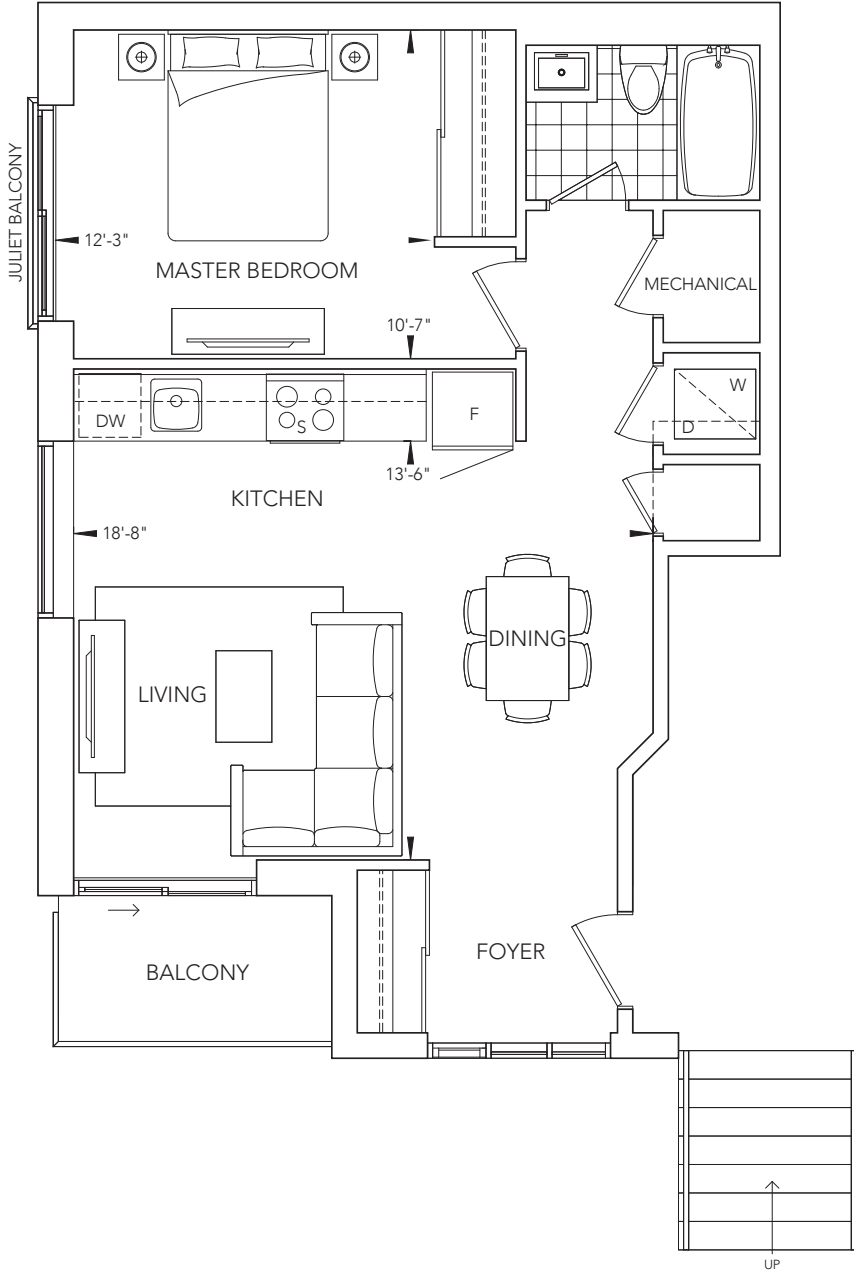 JULIET BALCONY
12'-3"
MASTER BEDROOM
MECHANICAL
10'-7"
W
D
DW
S
F
13'-6"
KITCHEN
18'-8"
DINING
LIVING
FOYER
BALCONY
UP